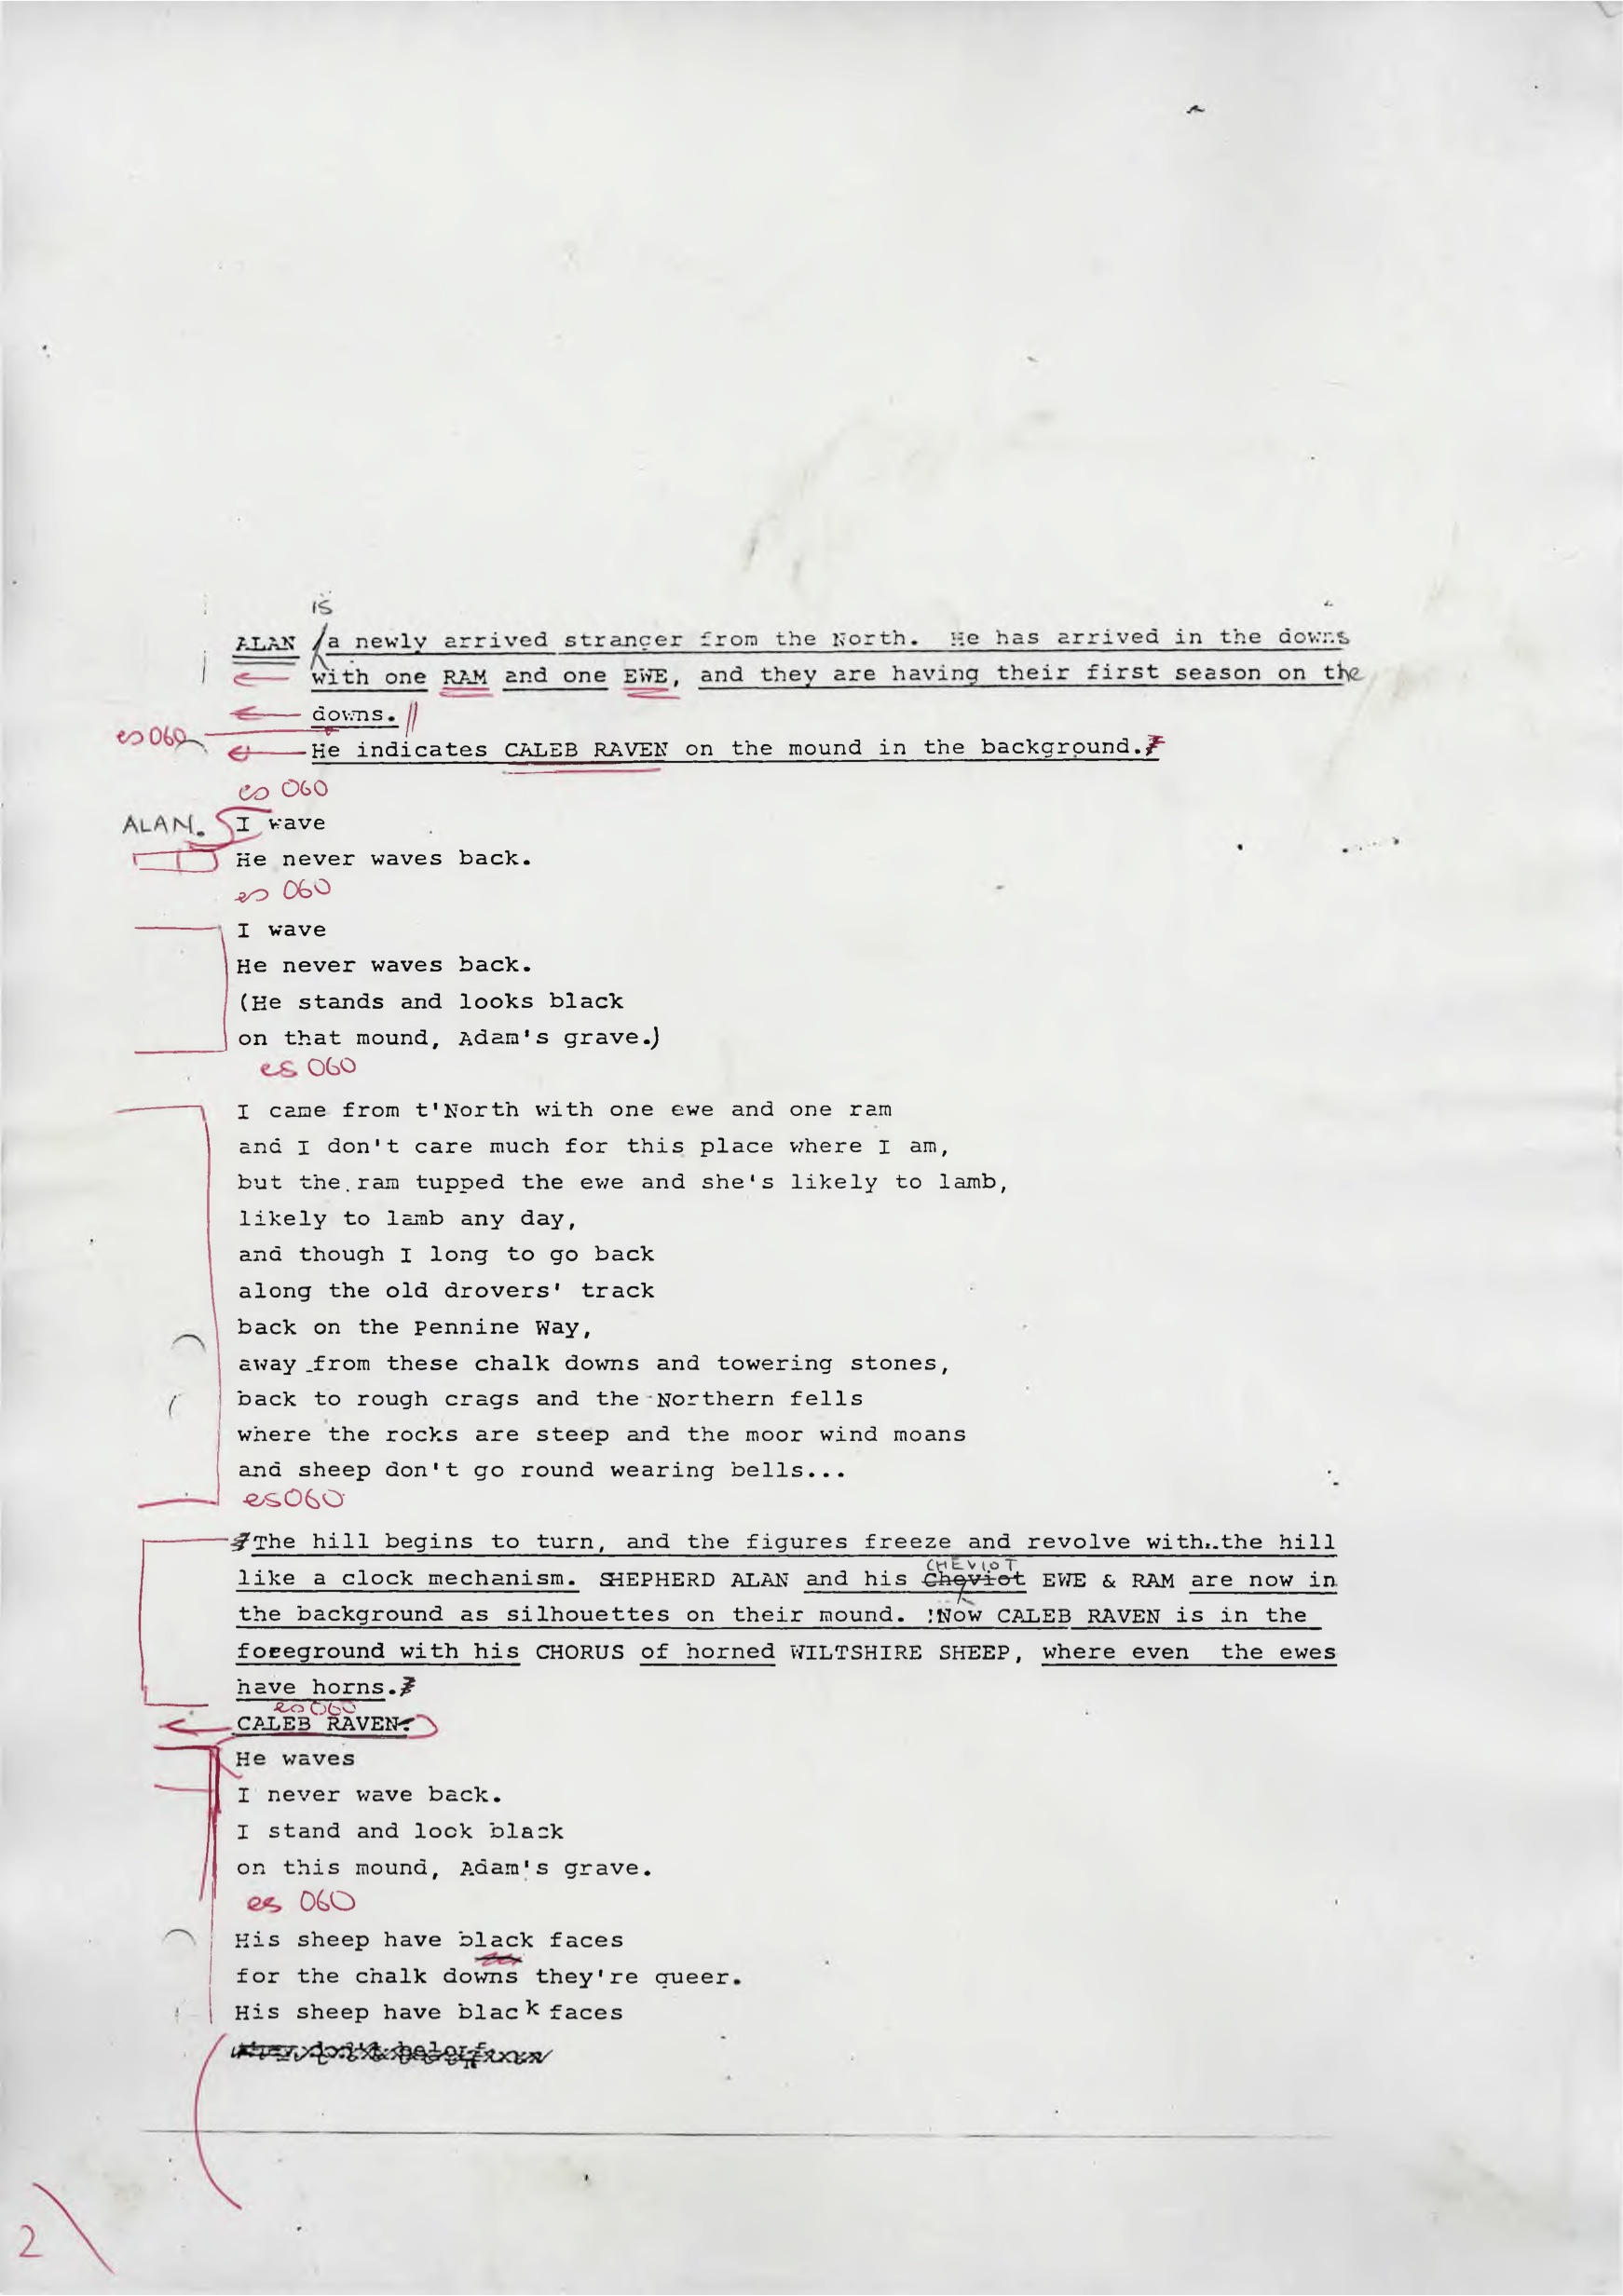 is
ALAN a newly arrived stranger from the North. He has arrived in the downs
with one RAM and one EWE, and they are having their first season on the
downs.
es 060
He indicates CALEB RAVEN on the mound in the background.
es 060
ALAN. I wave
He never waves back.
es 060
I wave
He never waves back.
(He stands and looks black
on that mound, Adam's grave.)
es 060
I came from t'North with one ewe and one ram
and I don't care much for this place where I am,
but the ram tupped the ewe and she's likely to lamb,
likely to lamb any day,
and though I long to go back
along the old drovers' track
back on the Pennine Way,
away from these chalk downs and towering stones,
back to rough crags and the Northern fells
where the rocks are steep and the moor wind moans
and sheep don't go round wearing bells...
es 060
The hill begins to turn, and the figures freeze and revolve with the hill
CHEVIOT
like a clock mechanism. SHEPHERD ALAN and his Cheviot EWE & RAM are now in
the background as silhouettes on their mound. Now CALEB RAVEN is in the
foreground with his CHORUS of horned WILTSHIRE SHEEP, where even the ewes
have horns.
es 060
CALEB RAVEN.
He waves
I never wave back.
I stand and look black
on this mound, Adam's grave.
es 060
His sheep have black faces
for the chalk downs they're queer.
His sheep have black faces
2